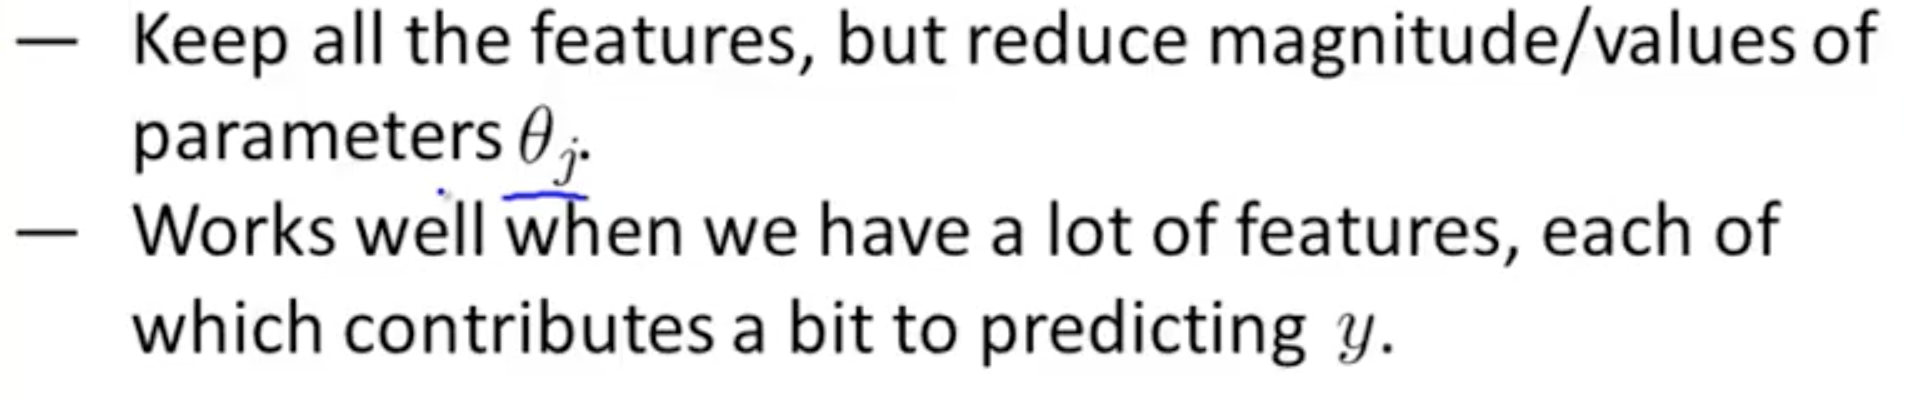 — Keep all the features, but reduce magnitude/values of
parameters θj.
— Works well when we have a lot of features, each of
which contributes a bit to predicting y.